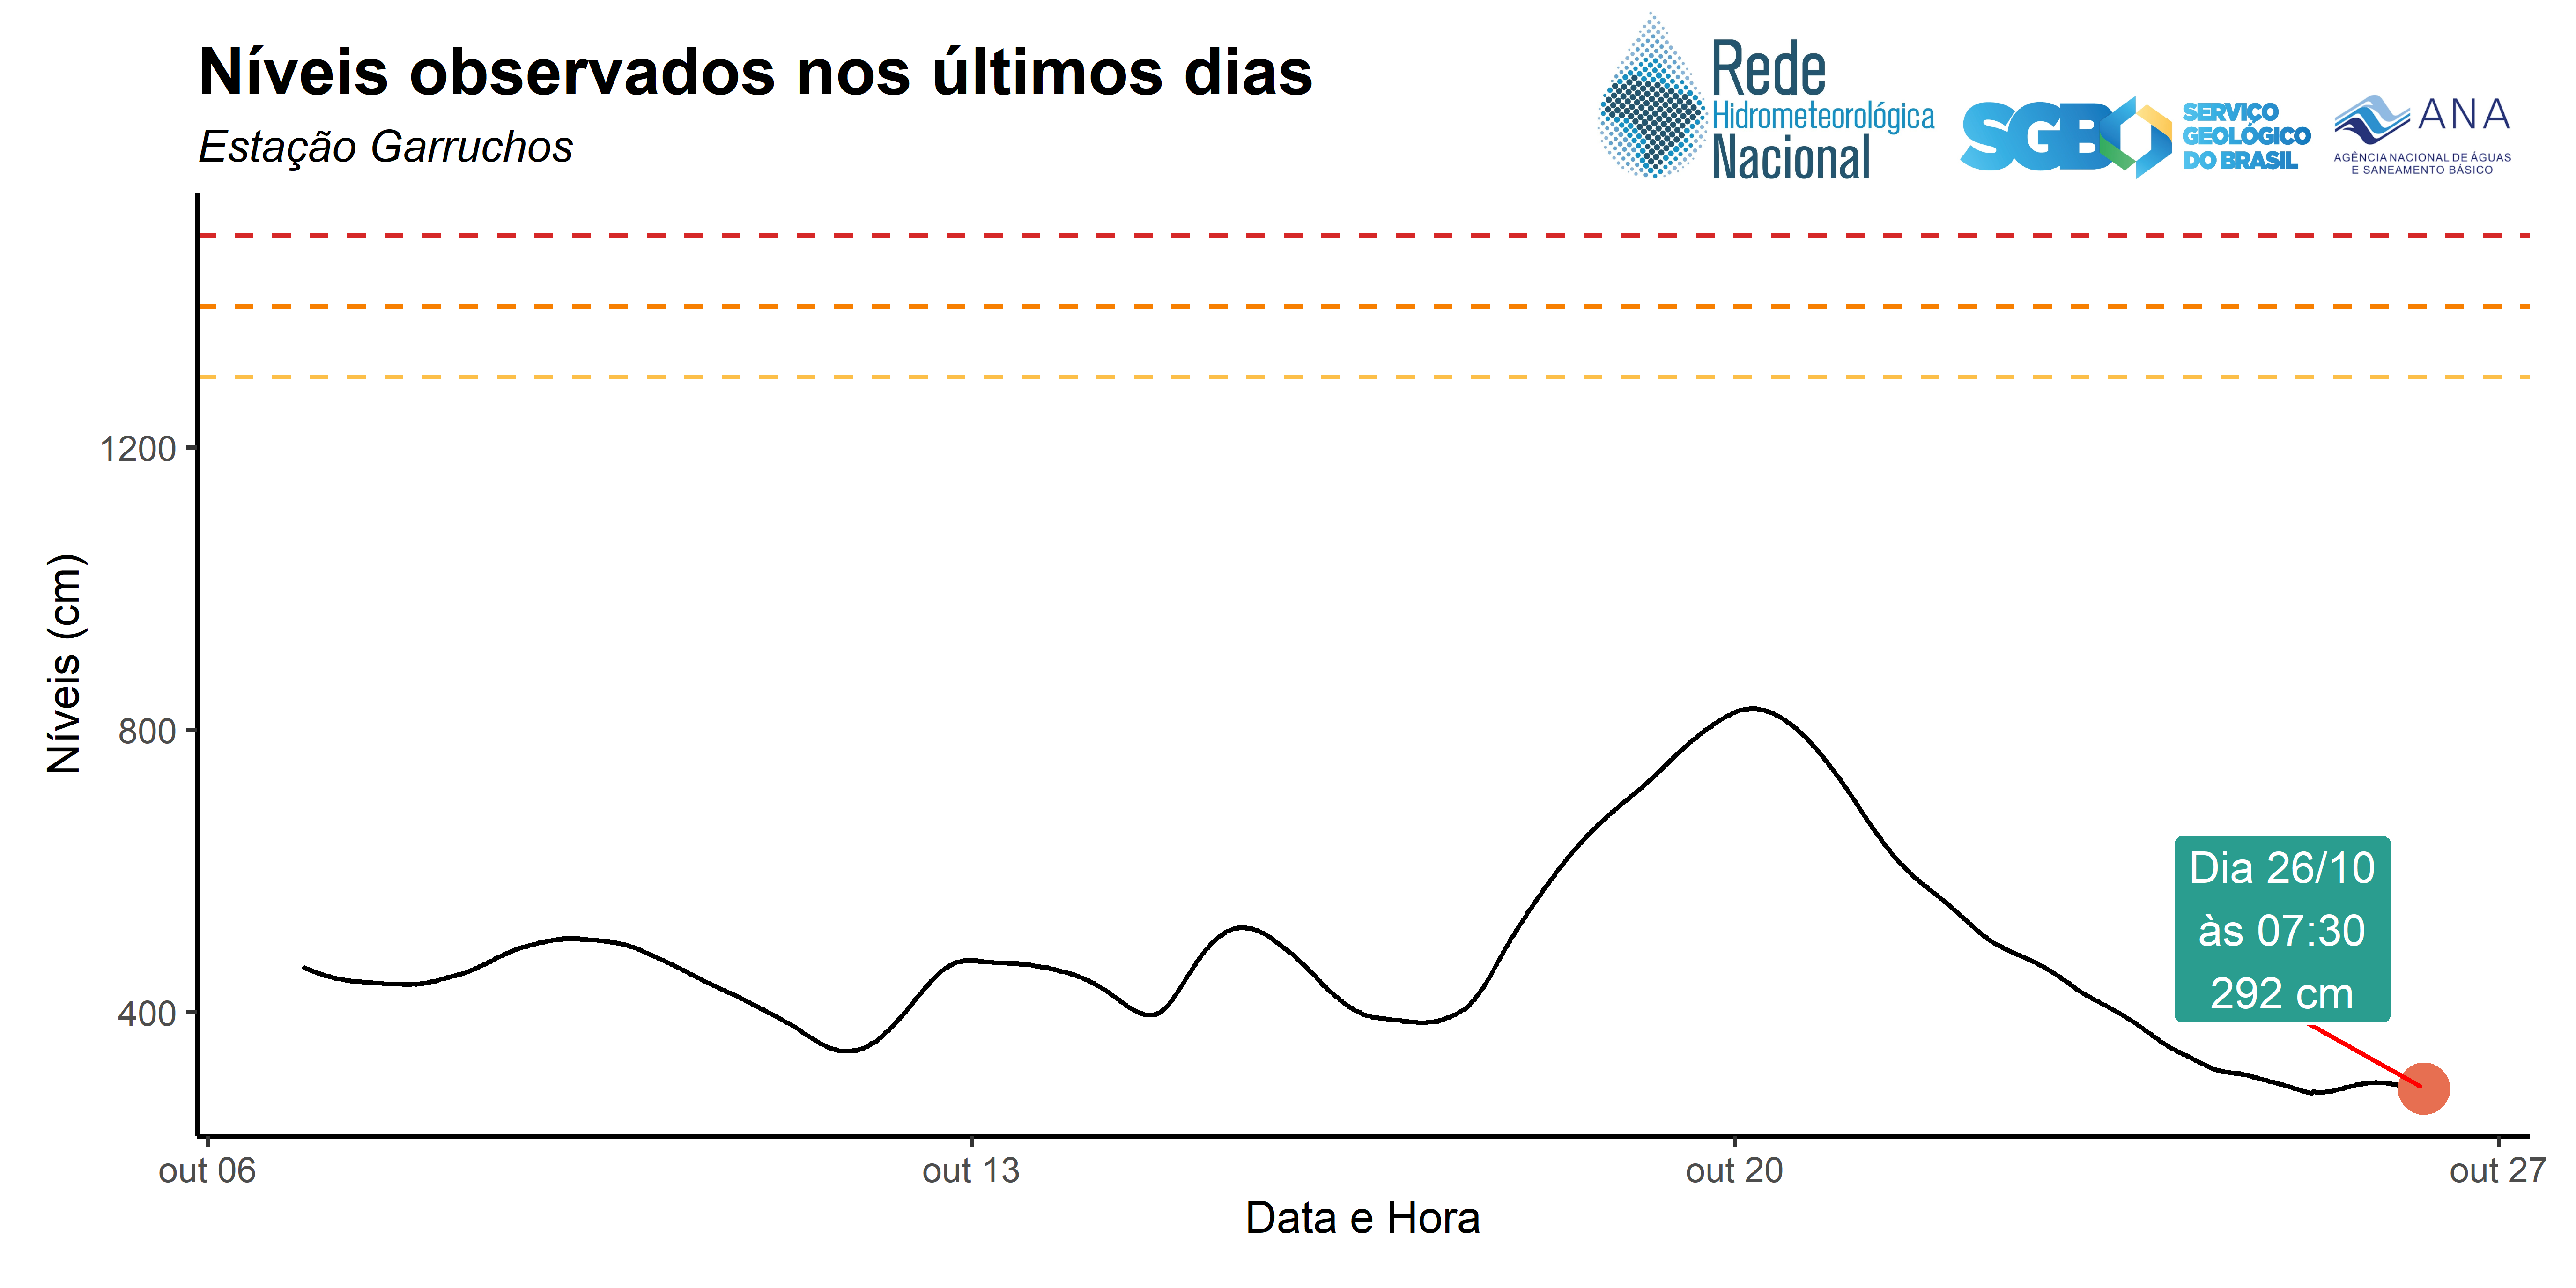 Níveis observados nos últimos dias
Estação Garruchos
Rede
Hidrometeorológica
Nacional
SGB
SERVIÇO
GEOLÓGICO
DO BRASIL
ANA
AGÊNCIA NACIONAL DE ÁGUAS
E SANEAMENTO BÁSICO
Níveis (cm)
1200
800
400
Dia 26/10
às 07:30
292 cm
out 06
out 13
out 20
out 27
Data e Hora